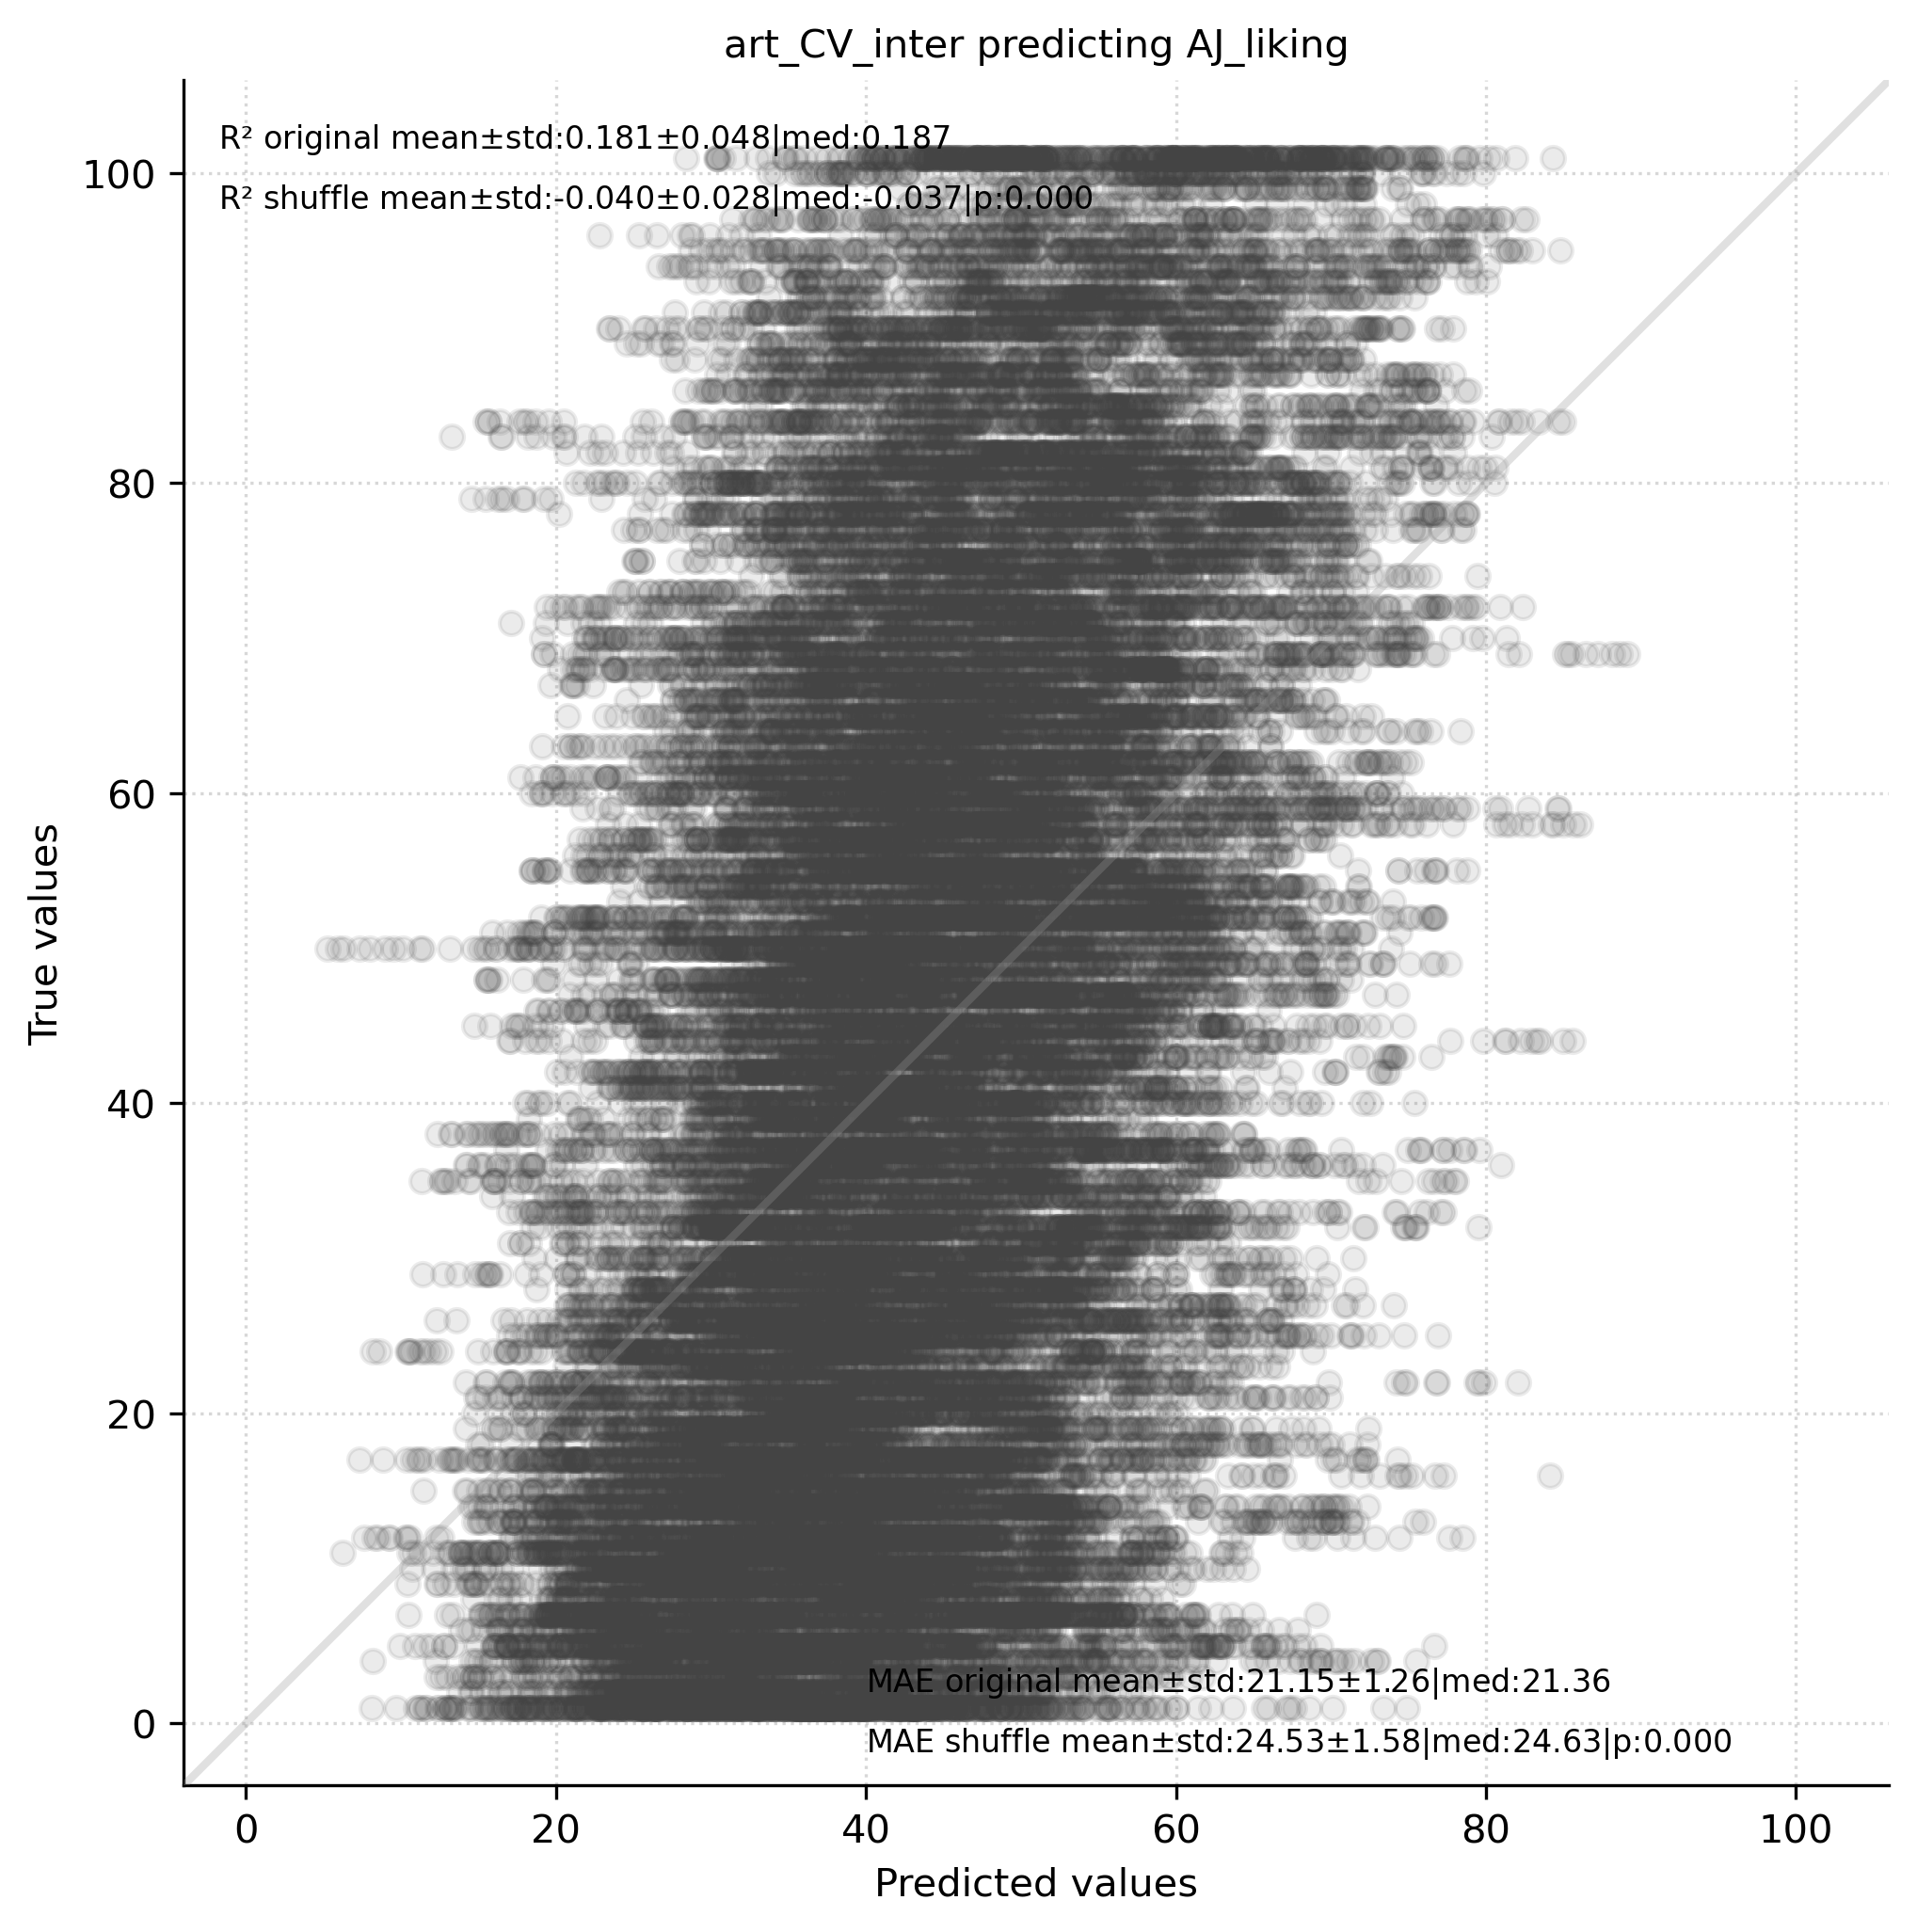 art_CV_inter predicting AJ_liking
R² original mean±std:0.181±0.048|med:0.187
R² shuffle mean±std:-0.040±0.028|med:-0.037|p:0.000
100
80
60
40
20
0
True values
MAE original mean±std:21.15±1.26|med:21.36
MAE shuffle mean±std:24.53±1.58|med:24.63|p:0.000
0 20 40 60 80 100
Predicted values